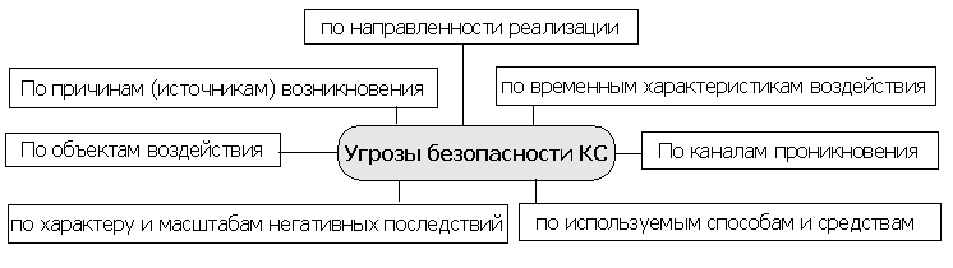 по направленности реализации
По причинам (источникам) возникновения
по временным характеристикам воздействия
По объектам воздействия
Угрозы безопасности КС
По каналам проникновения
по характеру и масштабам негативных последствий
по используемым способам и средствам